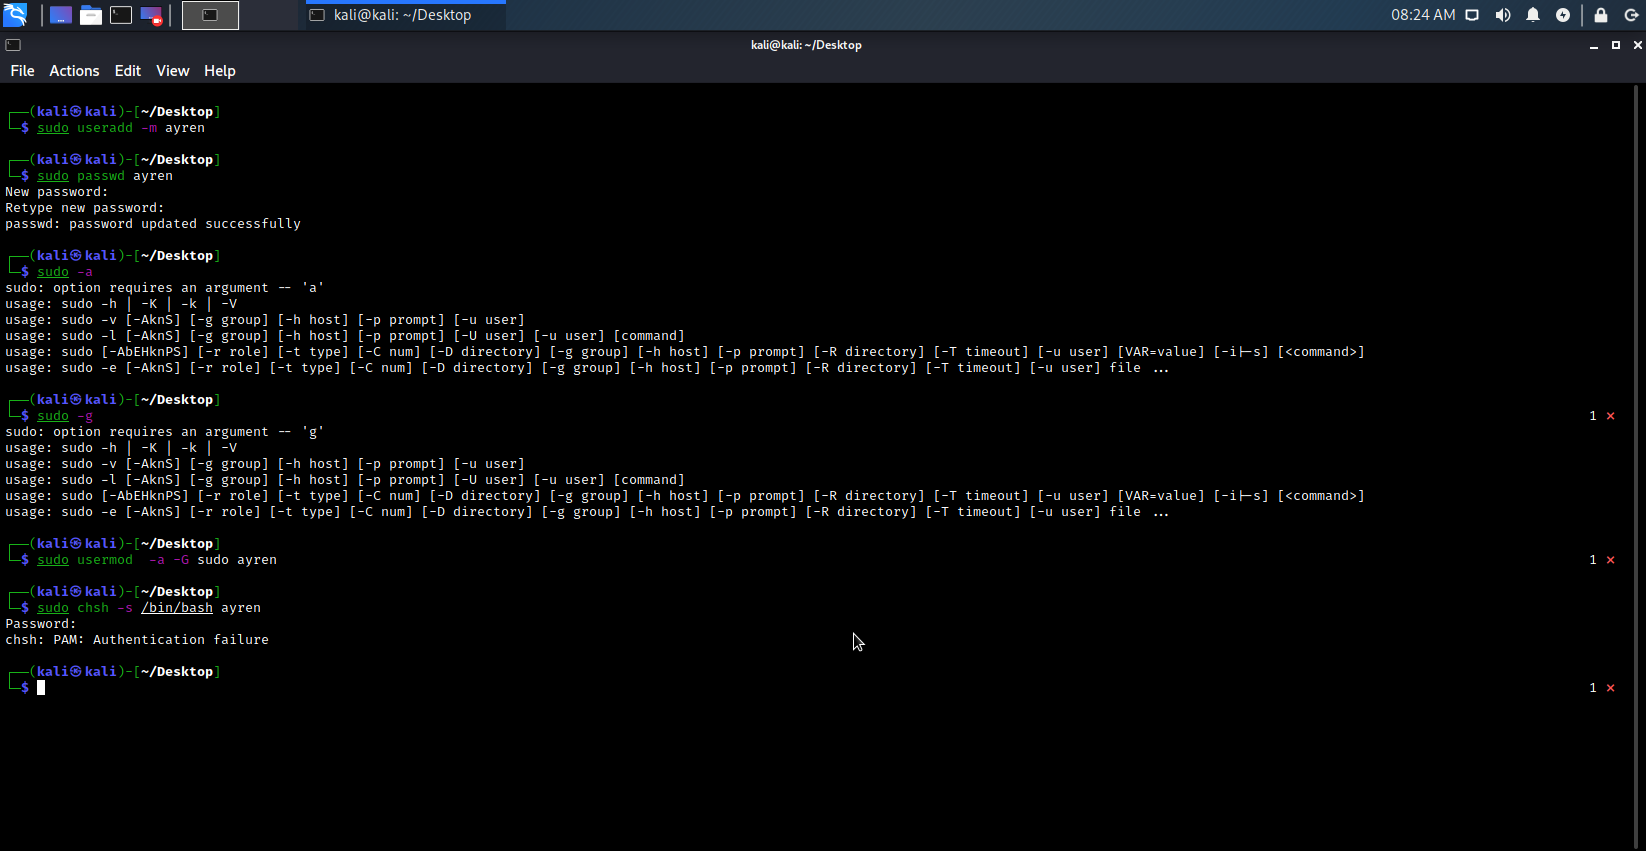 kali@kali: ~/Desktop
08:24 AM
kali@kali: ~/Desktop
File Actions Edit View Help
┌──(kali㉿kali)-[~/Desktop]
└─$ sudo useradd -m ayren
┌──(kali㉿kali)-[~/Desktop]
└─$ sudo passwd ayren
New password:
Retype new password:
passwd: password updated successfully
┌──(kali㉿kali)-[~/Desktop]
└─$ sudo -a
sudo: option requires an argument -- 'a'
usage: sudo -h | -K | -k | -V
usage: sudo -v [-AknS] [-g group] [-h host] [-p prompt] [-u user]
usage: sudo -l [-AknS] [-g group] [-h host] [-p prompt] [-U user] [-u user] [command]
usage: sudo [-AbEHknPS] [-r role] [-t type] [-C num] [-D directory] [-g group] [-h host] [-p prompt] [-R directory] [-T timeout] [-u user] [VAR=value] [-i|-s] [<command>]
usage: sudo -e [-AknS] [-r role] [-t type] [-C num] [-D directory] [-g group] [-h host] [-p prompt] [-R directory] [-T timeout] [-u user] file ...
┌──(kali㉿kali)-[~/Desktop]
└─$ sudo -g 1 ⨯
sudo: option requires an argument -- 'g'
usage: sudo -h | -K | -k | -V
usage: sudo -v [-AknS] [-g group] [-h host] [-p prompt] [-u user]
usage: sudo -l [-AknS] [-g group] [-h host] [-p prompt] [-U user] [-u user] [command]
usage: sudo [-AbEHknPS] [-r role] [-t type] [-C num] [-D directory] [-g group] [-h host] [-p prompt] [-R directory] [-T timeout] [-u user] [VAR=value] [-i|-s] [<command>]
usage: sudo -e [-AknS] [-r role] [-t type] [-C num] [-D directory] [-g group] [-h host] [-p prompt] [-R directory] [-T timeout] [-u user] file ...
┌──(kali㉿kali)-[~/Desktop]
└─$ sudo usermod  -a -G sudo ayren 1 ⨯
┌──(kali㉿kali)-[~/Desktop]
└─$ sudo chsh -s /bin/bash ayren
Password:
chsh: PAM: Authentication failure
┌──(kali㉿kali)-[~/Desktop]
└─$ 1 ⨯